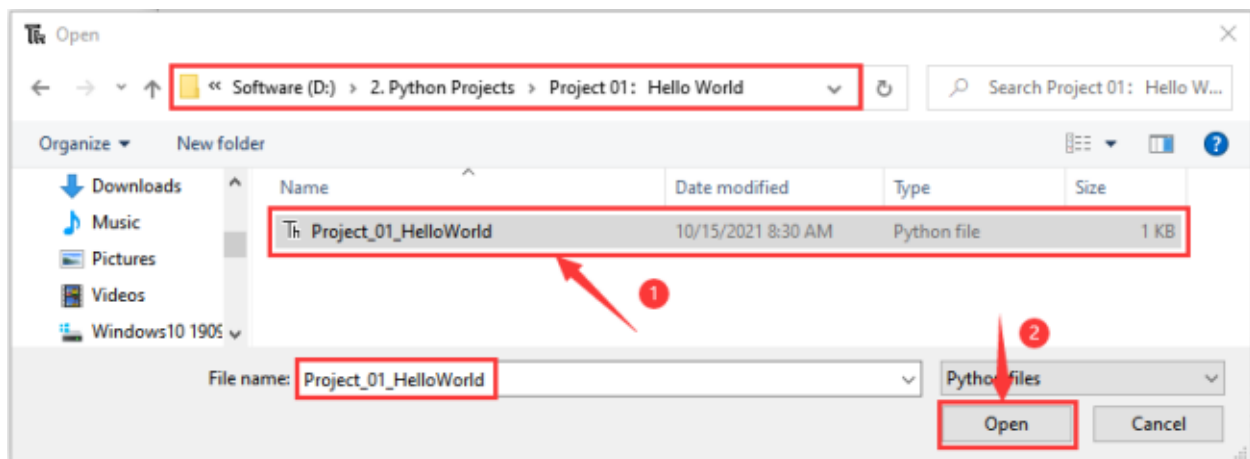 Open
« Software (D:) › 2. Python Projects › Project 01: Hello World
Search Project 01: Hello W...
Organize New folder
Name Date modified Type Size
Downloads
Music
Pictures
Videos
Windows10 1909
Th Project_01_HelloWorld 10/15/2021 8:30 AM Python file 1 KB
1
2
File name: Project_01_HelloWorld Python files
Open Cancel